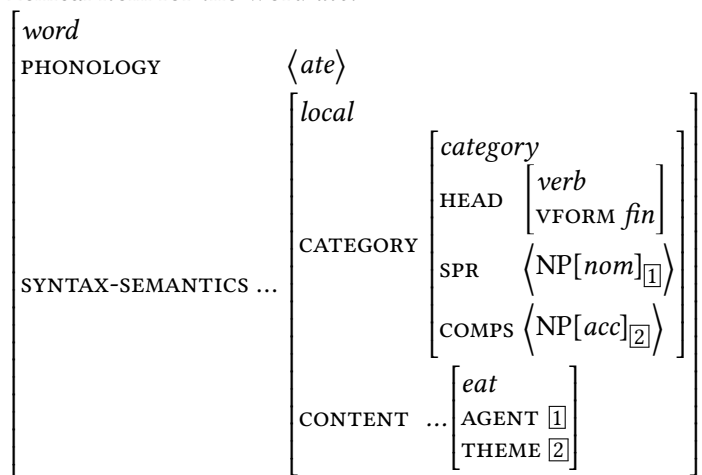 word
PHONOLOGY ⟨ate⟩
local
category
HEAD verb
VFORM fin
CATEGORY
SPR ⟨NP[nom]1⟩
SYNTAX-SEMANTICS ...
COMPS ⟨NP[acc]2⟩
eat
CONTENT ... AGENT 1
THEME 2